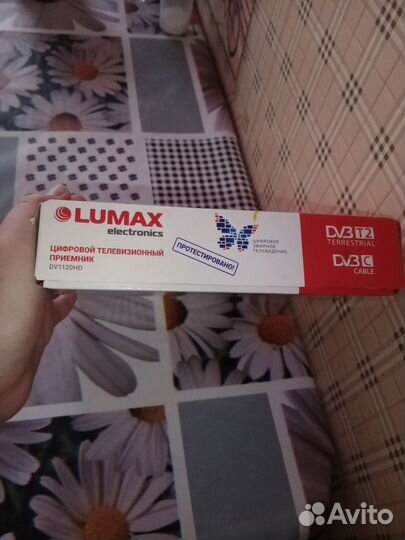 LUMAX
electronics
ЦИФРОВОЙ ТЕЛЕВИЗИОННЫЙ
ПРИЕМНИК
DV1120HD
ПРОТЕСТИРОВАНО!
ЦИФРОВОЕ
ЭФИРНОЕ
ТЕЛЕВИДЕНИЕ
DVB T2
TERRESTRIAL
DVB C
CABLE
Avito